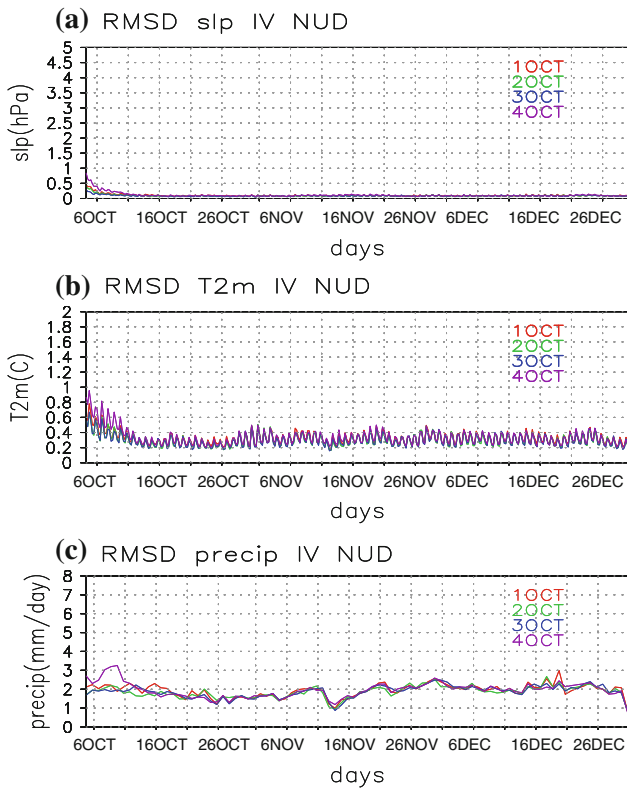 (a) RMSD slp IV NUD
5
4.5
4
3.5
3
2.5
2
1.5
1
0.5
0
slp(hPa)
1OCT
2OCT
3OCT
4OCT
6OCT 16OCT 26OCT 6NOV 16NOV 26NOV 6DEC 16DEC 26DEC
days
(b) RMSD T2m IV NUD
2
1.8
1.6
1.4
1.2
1
0.8
0.6
0.4
0.2
0
T2m(C)
1OCT
2OCT
3OCT
4OCT
6OCT 16OCT 26OCT 6NOV 16NOV 26NOV 6DEC 16DEC 26DEC
days
(c) RMSD precip IV NUD
8
7
6
5
4
3
2
1
0
precip(mm/day)
1OCT
2OCT
3OCT
4OCT
6OCT 16OCT 26OCT 6NOV 16NOV 26NOV 6DEC 16DEC 26DEC
days